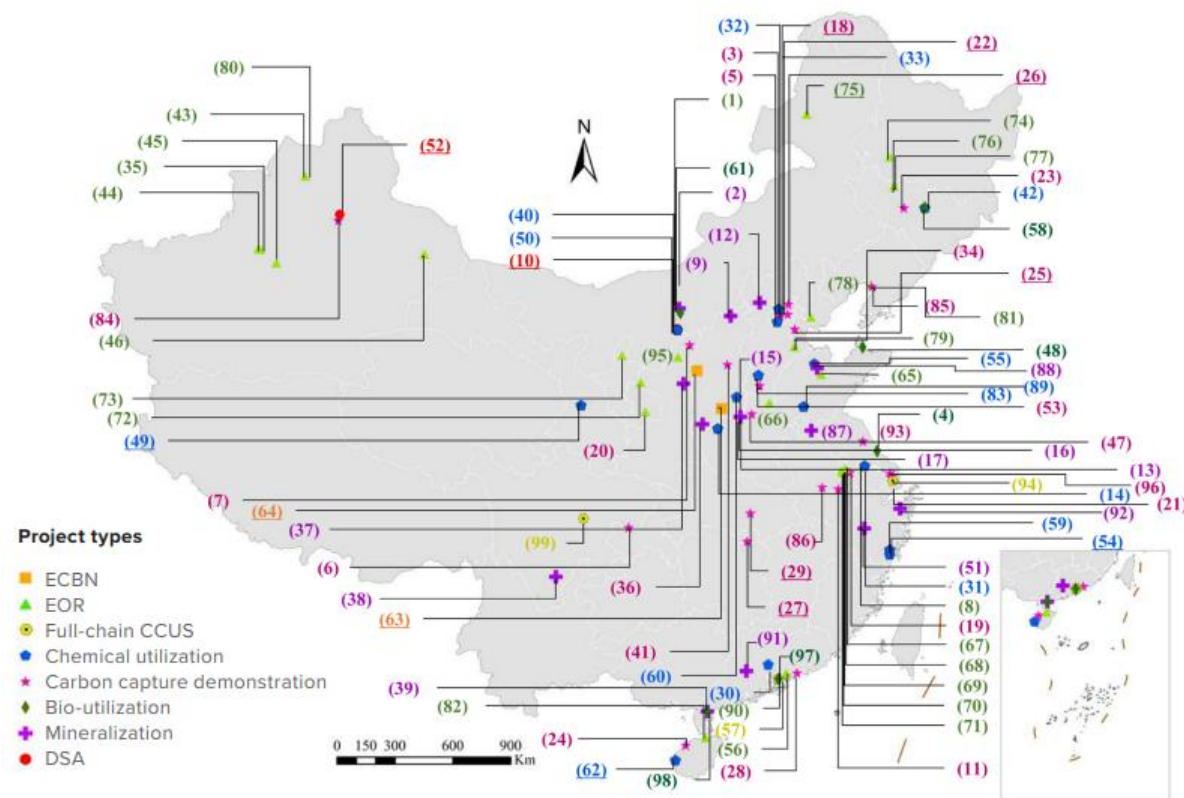 (32) (18)
(22)
(3) (33)
(80) (5) (26)
(43) (1) (75)
(45) N (74)
(35) (52) (76)
(44) (61) (77)
(2) (23)
(40) (42)
(50) (12) (58)
(10) (9) (34)
(25)
(78) (85)
(84) (81)
(46) (95) (15) (79) (48)
(55)
(65) (88)
(73) (89)
(72) (66) (83)
(49) (20) (53)
(4)
(87) (93) (47)
(16)
(17) (13)
(7) (94) (96)
(64) (14) (21)
(37) (92)
(99) (86) (59)
(54)
(6) (36) (29) (51)
(38) (31)
(63) (27) (8)
(19)
(41) (91) (67)
(60) (97) (68)
(39) (30) (69)
(82) (90) (70)
(57) (71)
(24) (56)
(62) (98) (28) (11)
Project types
ECBN
EOR
Full-chain CCUS
Chemical utilization
Carbon capture demonstration
Bio-utilization
Mineralization
DSA
0 150 300 600 900
Km